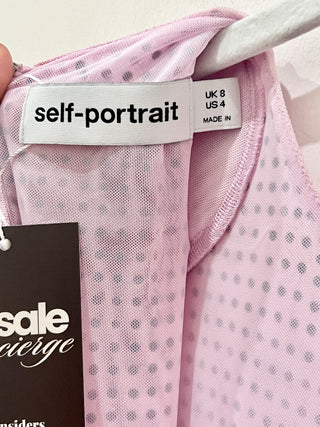 self-portrait
UK 8
US 4
MADE IN
sale
cierge
nsiders